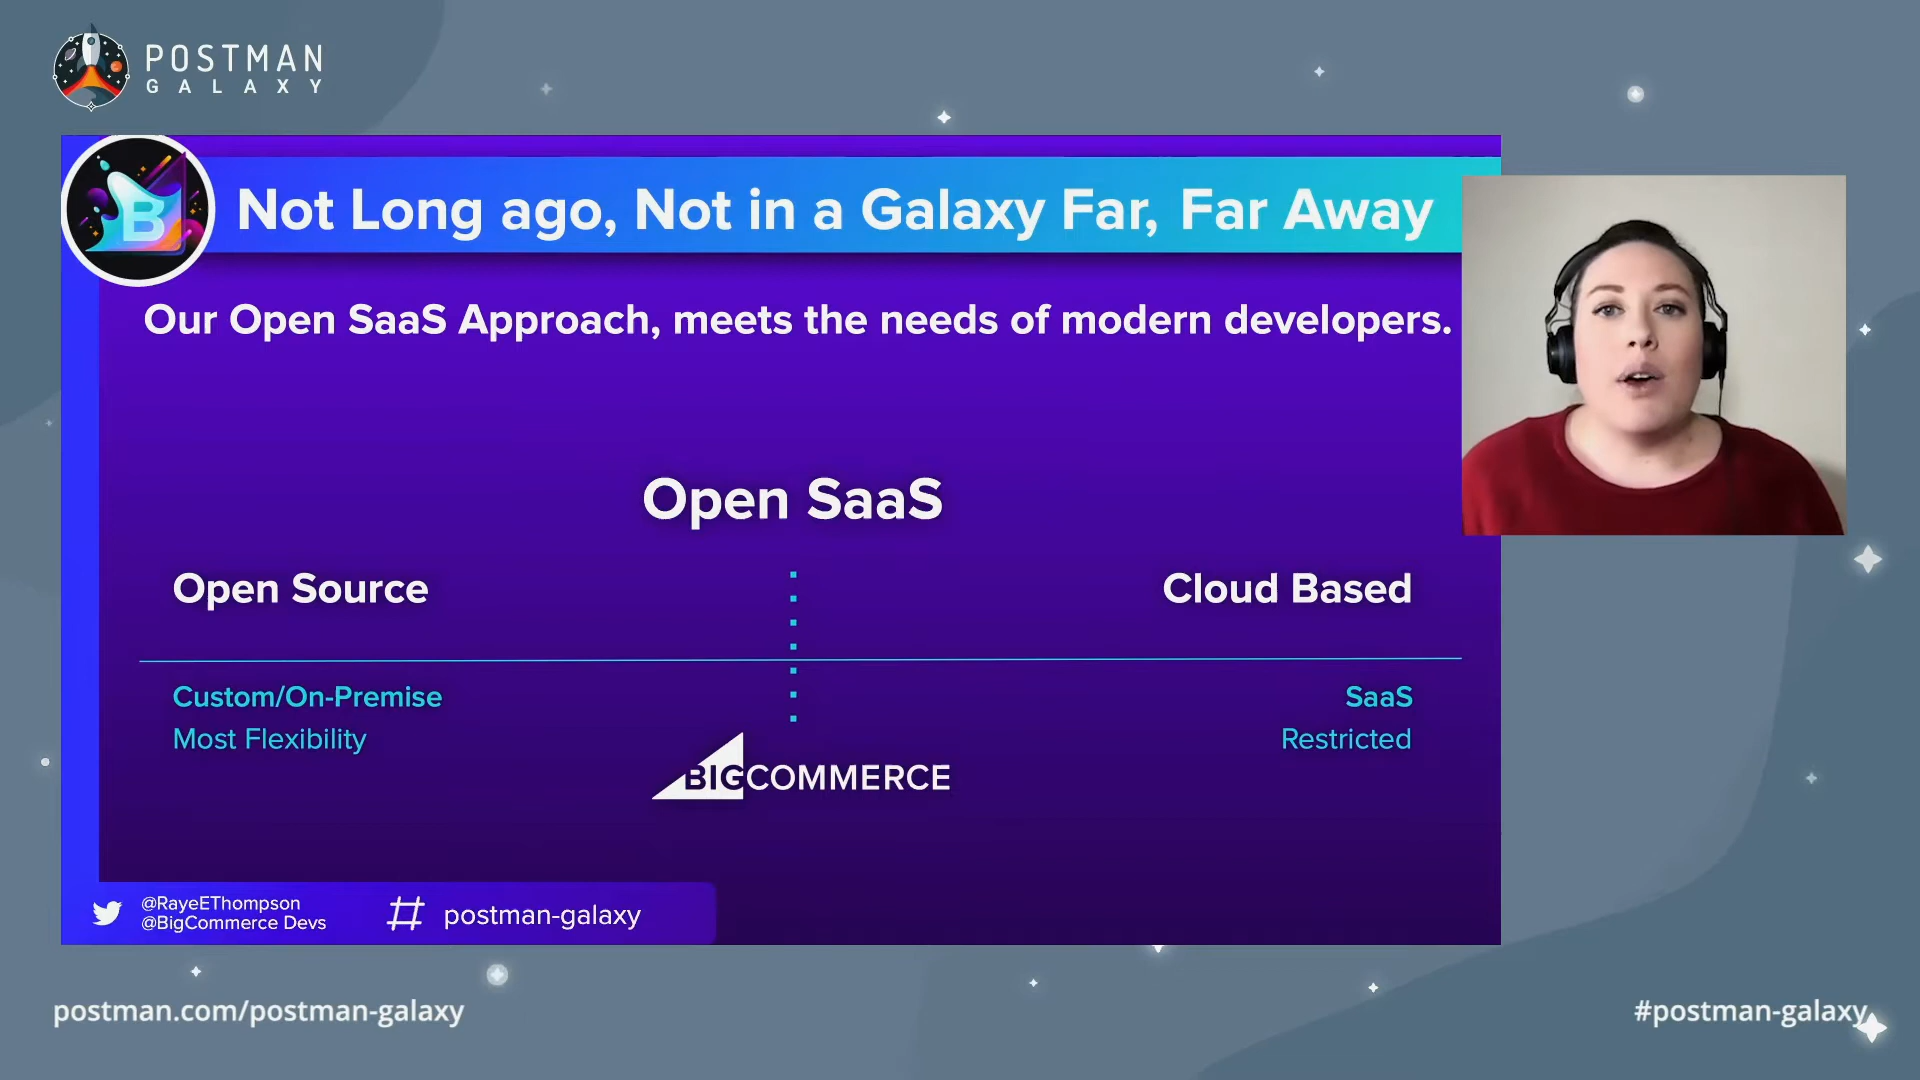 POSTMAN
GALAXY
B
Not Long ago, Not in a Galaxy Far, Far Away
Our Open SaaS Approach, meets the needs of modern developers.
Open SaaS
Open Source
Cloud Based
Custom/On-Premise
Most Flexibility
SaaS
Restricted
BIGCOMMERCE
@RayeEThompson
@BigCommerce Devs
# postman-galaxy
postman.com/postman-galaxy
#postman-galaxy